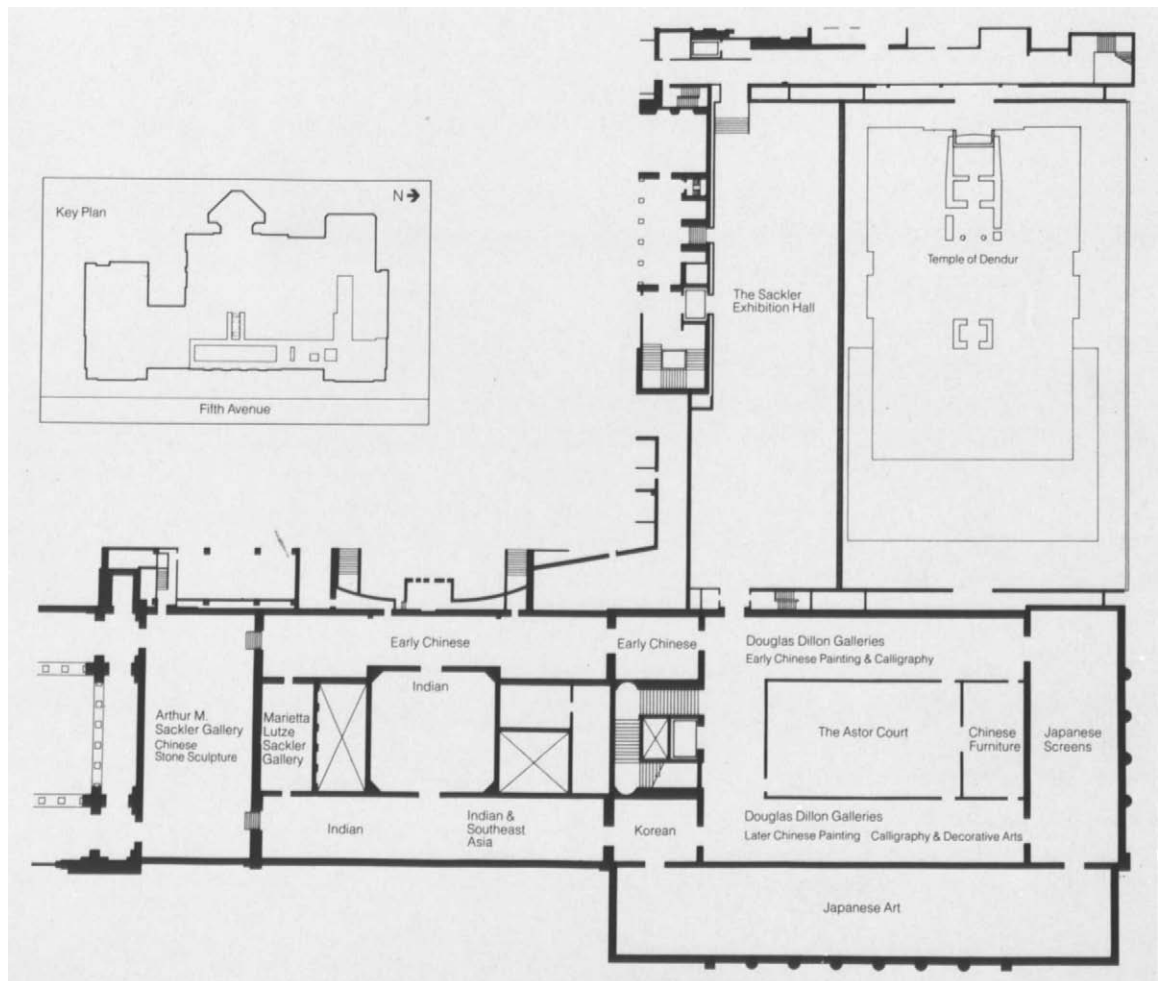 Key Plan
N
Fifth Avenue
Temple of Dendur
The Sackler
Exhibition Hall
Early Chinese
Early Chinese
Douglas Dillon Galleries
Early Chinese Painting & Calligraphy
Indian
Arthur M.
Sackler Gallery
Chinese
Stone Sculpture
Marietta
Lutze
Sackler
Gallery
The Astor Court
Chinese
Furniture
Japanese
Screens
Indian
Indian &
Southeast
Asia
Korean
Douglas Dillon Galleries
Later Chinese Painting Calligraphy & Decorative Arts
Japanese Art